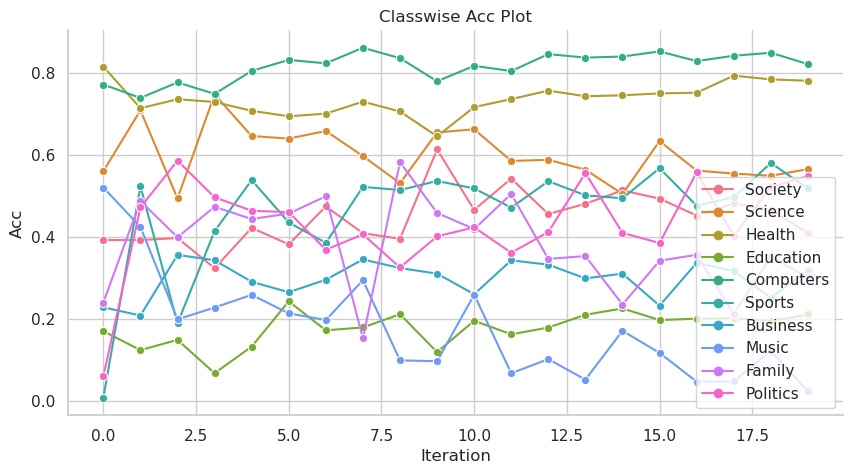 Classwise Acc Plot
Acc
0.8
0.6
0.4
0.2
0.0
Society
Science
Health
Education
Computers
Sports
Business
Music
Family
Politics
0.0 2.5 5.0 7.5 10.0 12.5 15.0 17.5
Iteration